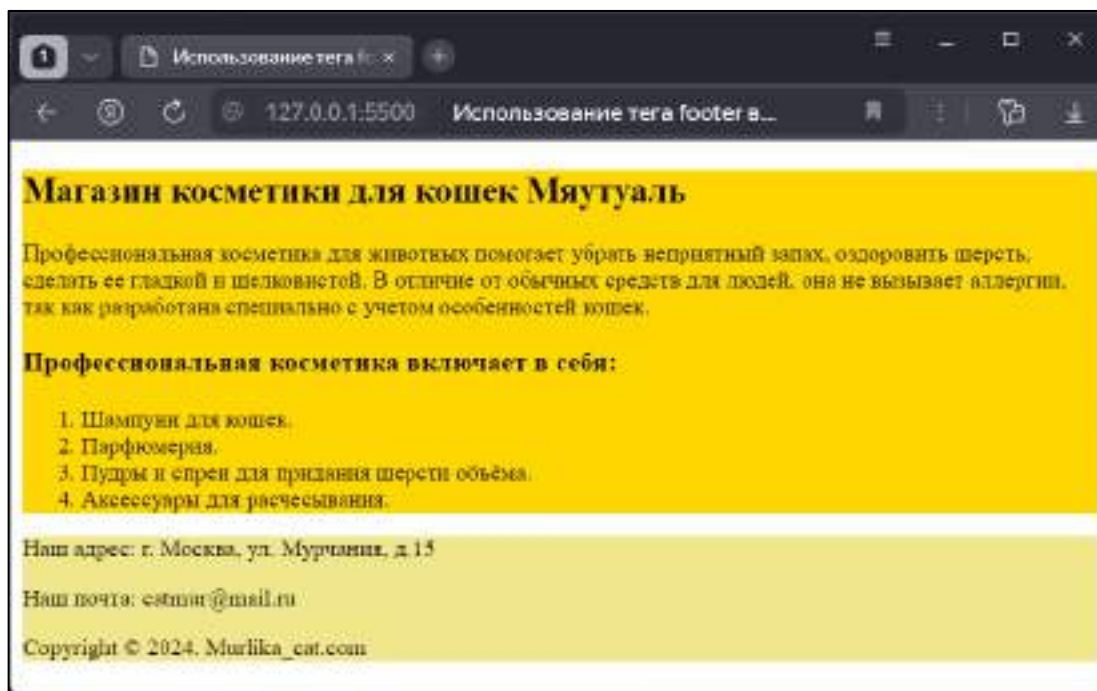 1
Использование тега fo
127.0.0.1:5500 Использование тега footer в...
Магазин косметики для кошек Мяутуаль
Профессиональная косметика для животных помогает убрать неприятный запах, оздоровить шерсть,
сделать ее гладкой и шелковистой. В отличие от обычных средств для людей, она не вызывает аллергии,
так как разработана специально с учетом особенностей кошек.
Профессиональная косметика включает в себя:
1. Шампуни для кошек.
2. Парфюмерия.
3. Пудры и спреи для придания шерсти объёма.
4. Аксессуары для расчесывания.
Наш адрес: г. Москва, ул. Мурчания, д.15
Наш почта: catmur@mail.ru
Copyright © 2024. Murlika_cat.com